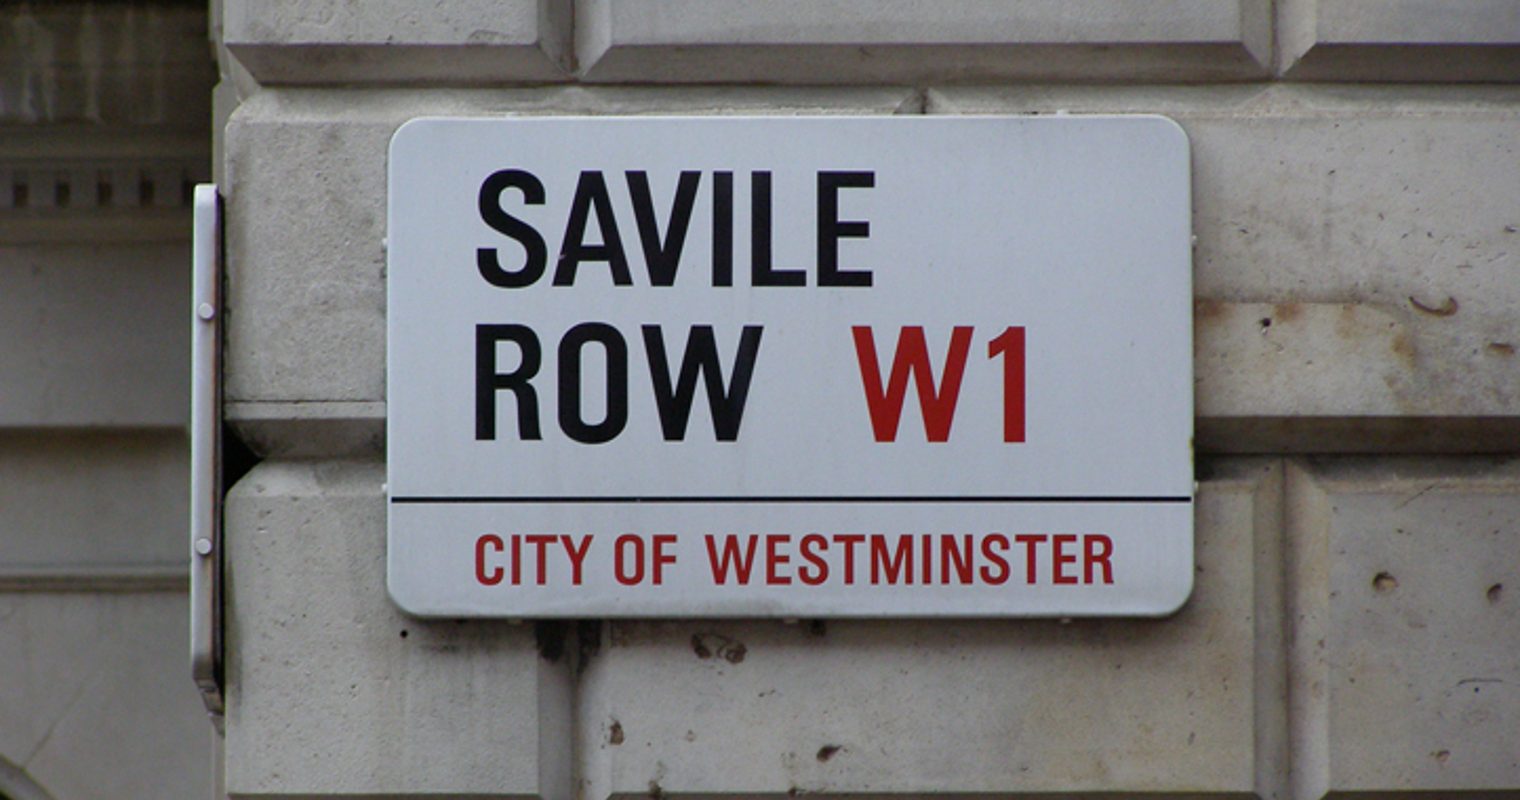 SAVILE
ROW W1
CITY OF WESTMINSTER